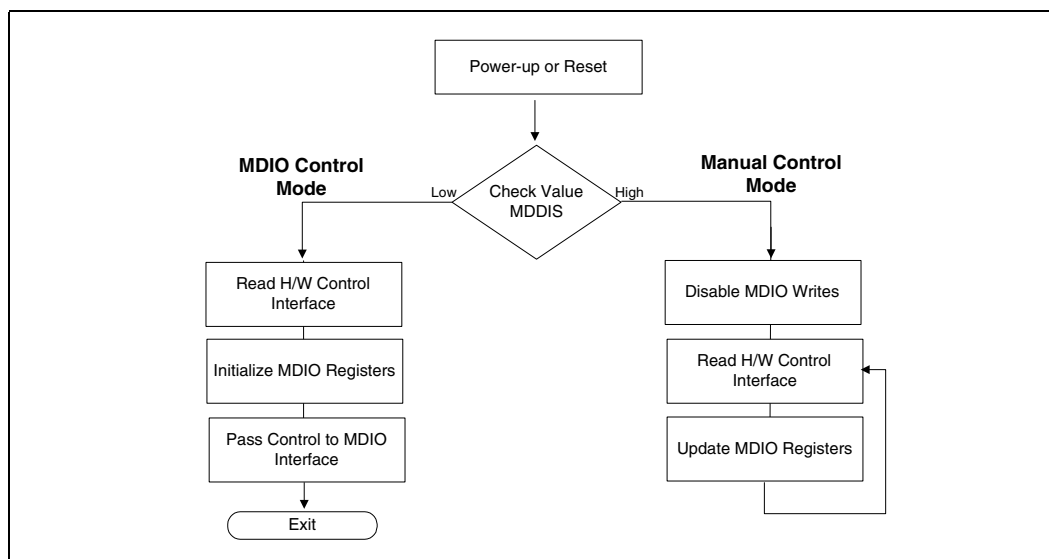 Power-up or Reset
MDIO Control
Mode
Manual Control
Mode
Low
Check Value
MDDIS
High
Read H/W Control
Interface
Initialize MDIO Registers
Pass Control to MDIO
Interface
Exit
Disable MDIO Writes
Read H/W Control
Interface
Update MDIO Registers